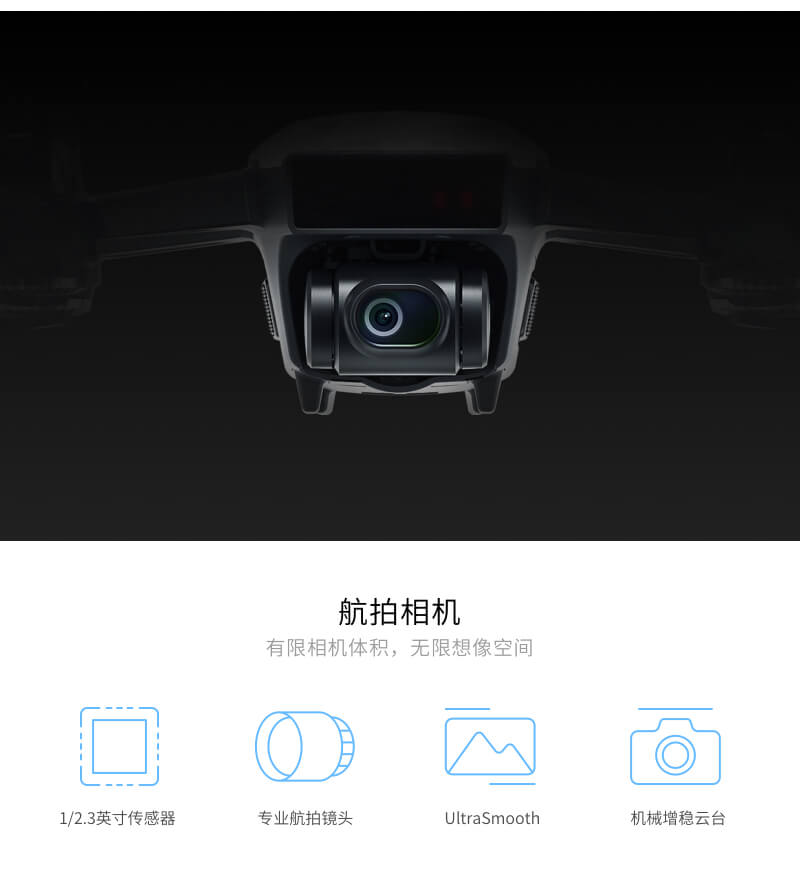 航拍相机
有限相机体积，无限想像空间
1/2.3英寸传感器
专业航拍镜头
UltraSmooth
机械增稳云台